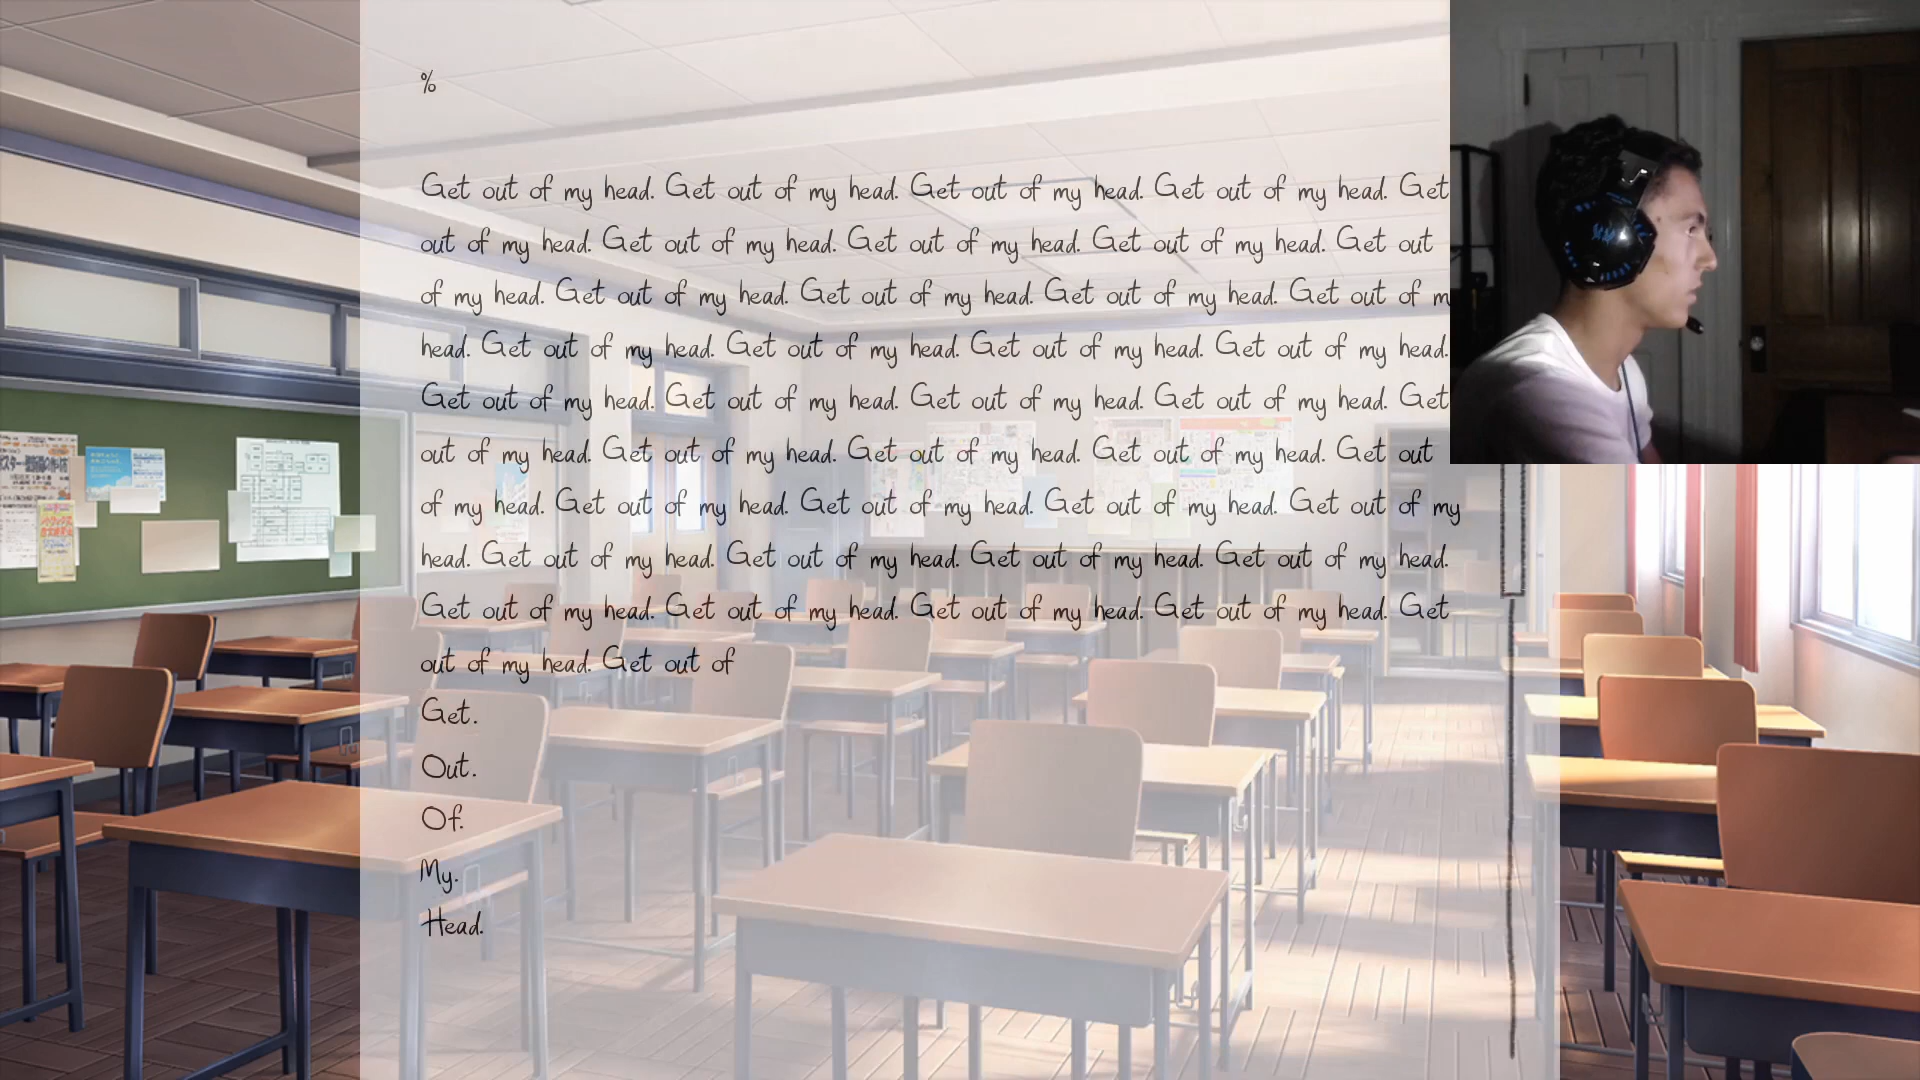 %
Get out of my head. Get out of my head. Get out of my head. Get out of my head. Get
out of my head. Get out of my head. Get out of my head. Get out of my head. Get out
of my head. Get out of my head. Get out of my head. Get out of my head. Get out of m
head. Get out of my head. Get out of my head. Get out of my head. Get out of my head.
Get out of my head. Get out of my head. Get out of my head. Get out of my head. Get
out of my head. Get out of my head. Get out of my head. Get out of my head. Get out
of my head. Get out of my head. Get out of my head. Get out of my head. Get out of my
head. Get out of my head. Get out of my head. Get out of my head. Get out of my head.
Get out of my head. Get out of my head. Get out of my head. Get out of my head. Get
out of my head. Get out of
Get.
Out.
Of.
My.
Head.